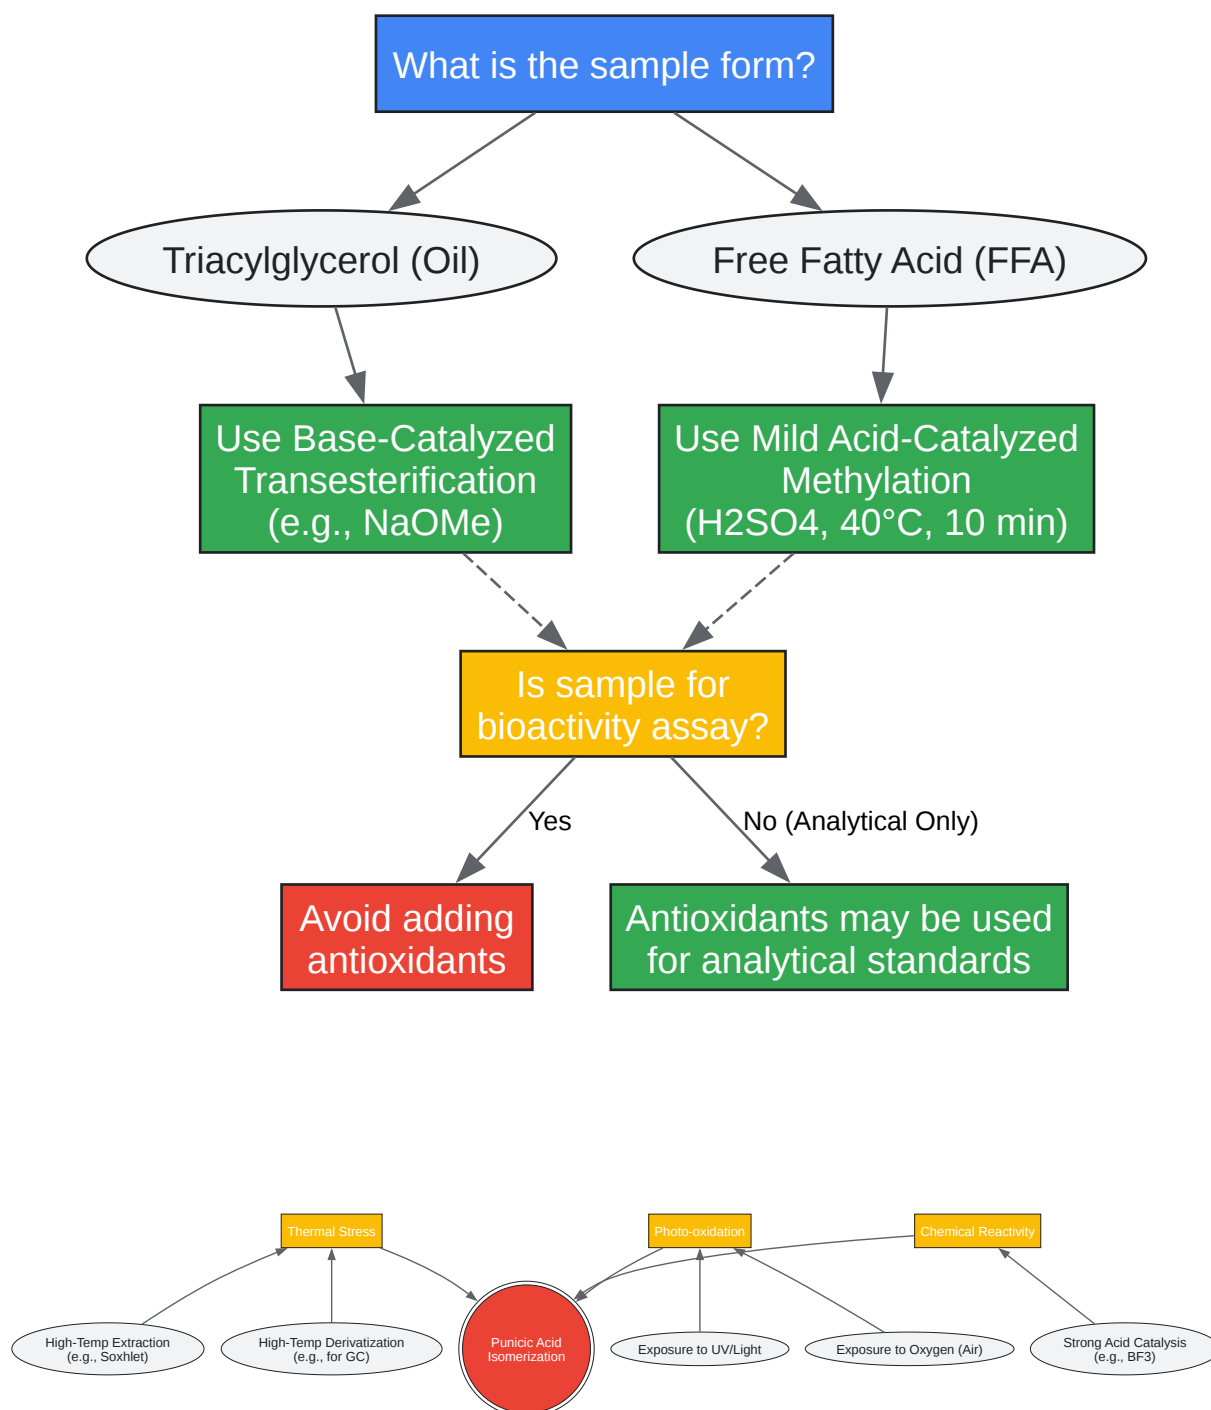 What is the sample form?
Triacylglycerol (Oil)
Free Fatty Acid (FFA)
Use Base-Catalyzed
Transesterification
(e.g., NaOMe)
Use Mild Acid-Catalyzed
Methylation
(H2SO4, 40°C, 10 min)
Is sample for
bioactivity assay?
Yes
No (Analytical Only)
Avoid adding
antioxidants
Antioxidants may be used
for analytical standards
Thermal Stress
Photo-oxidation
Chemical Reactivity
High-Temp Extraction
(e.g., Soxhlet)
High-Temp Derivatization
(e.g., for GC)
Punicic Acid
Isomerization
Exposure to UV/Light
Exposure to Oxygen (Air)
Strong Acid Catalysis
(e.g., BF3)